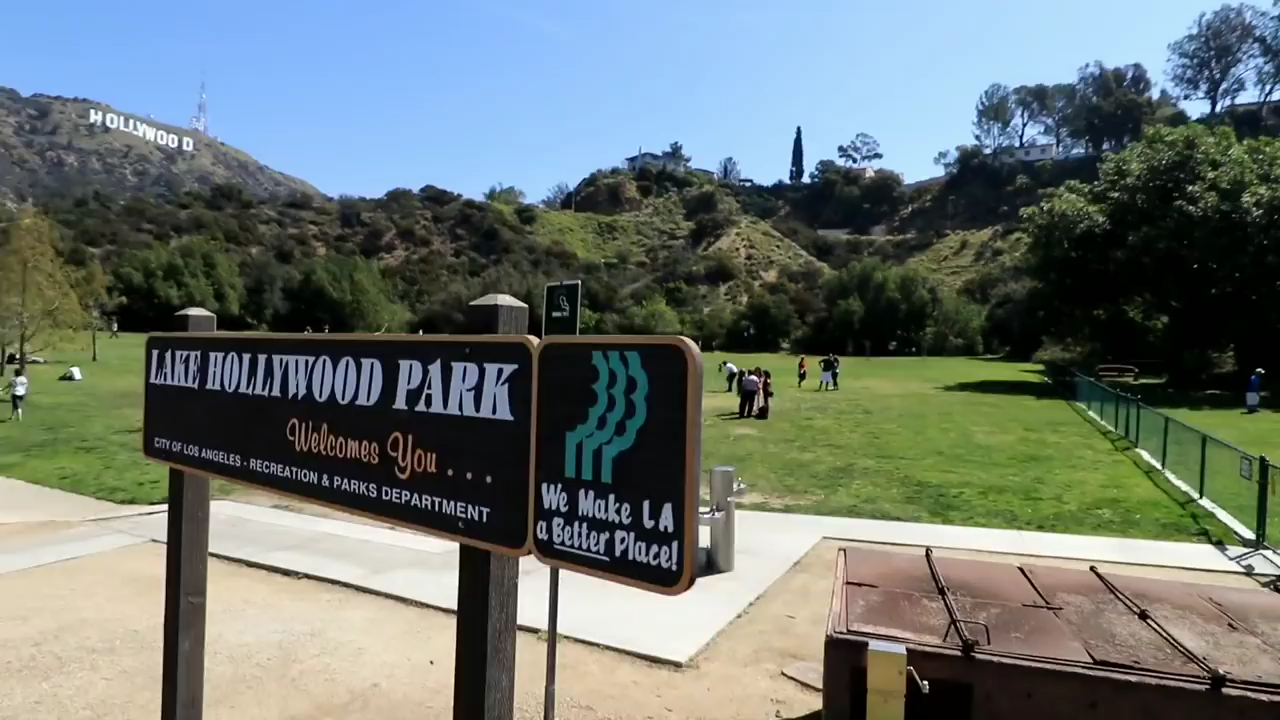 HOLLYWOOD
LAKE HOLLYWOOD PARK
Welcomes You . . .
CITY OF LOS ANGELES - RECREATION & PARKS DEPARTMENT
We Make LA
a Better Place!